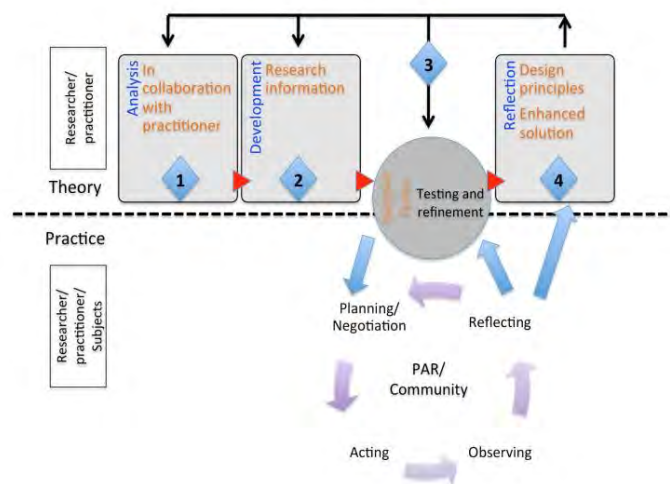 Researcher/
practitioner
Theory
Analysis
In
collaboration
with
practitioner
1
Development
Research
information
2
3
Testing and
refinement
Reflection
Design
principles
Enhanced
solution
4
Practice
Researcher/
practitioner/
Subjects
Planning/
Negotiation
Reflecting
PAR/
Community
Acting
Observing